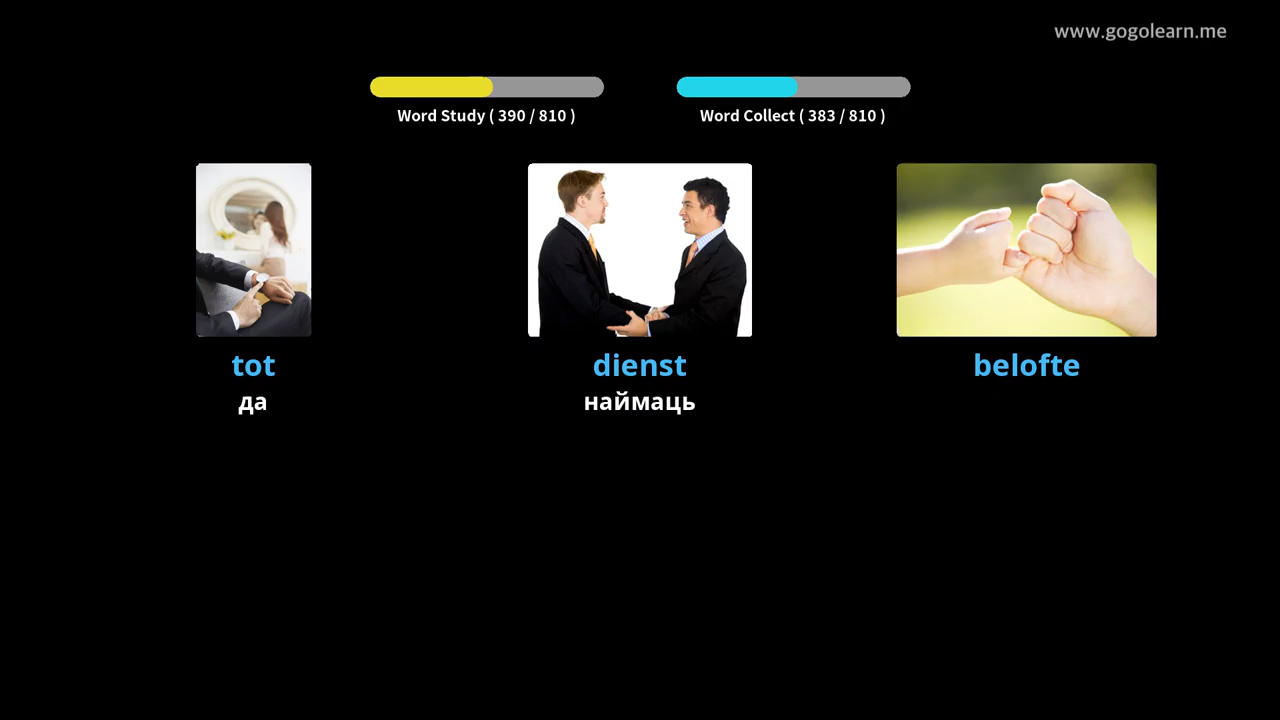 www.gogolearn.me
Word Study ( 390 / 810 )
Word Collect ( 383 / 810 )
tot
dienst
belofte
да
наймаць